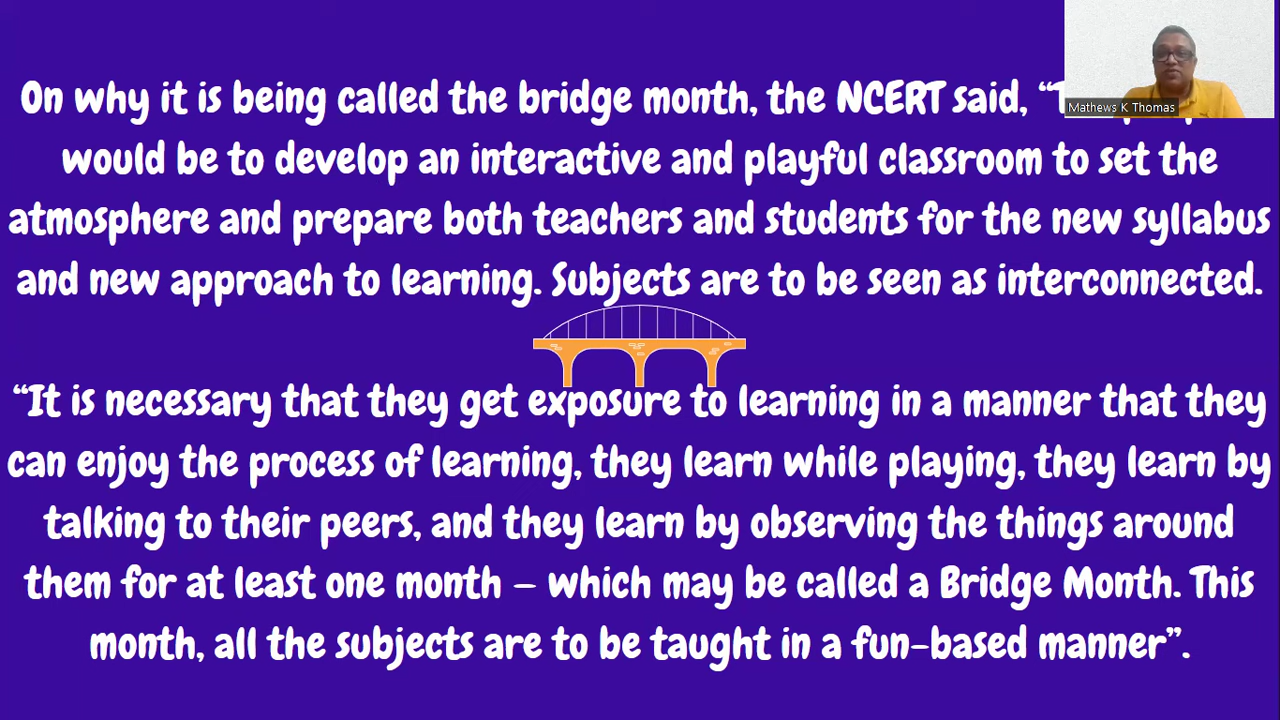 On why it is being called the bridge month, the NCERT said, “
Mathews K Thomas
would be to develop an interactive and playful classroom to set the
atmosphere and prepare both teachers and students for the new syllabus
and new approach to learning. Subjects are to be seen as interconnected.
“It is necessary that they get exposure to learning in a manner that they
can enjoy the process of learning, they learn while playing, they learn by
talking to their peers, and they learn by observing the things around
them for at least one month – which may be called a Bridge Month. This
month, all the subjects are to be taught in a fun-based manner”.